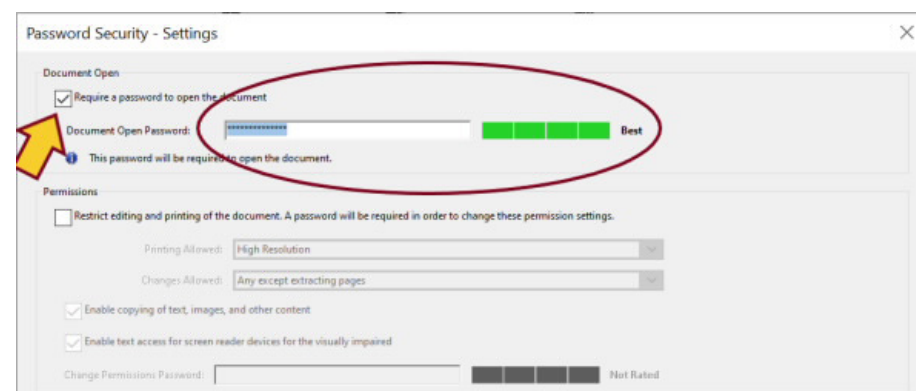 Password Security - Settings
Document Open
Require a password to open the document
Document Open Password: ************* Best
This password will be required to open the document.
Permissions
Restrict editing and printing of the document. A password will be required in order to change these permission settings.
Printing Allowed: High Resolution
Changes Allowed: Any except extracting pages
Enable copying of text, images, and other content
Enable text access for screen reader devices for the visually impaired
Change Permissions Password: Not Rated